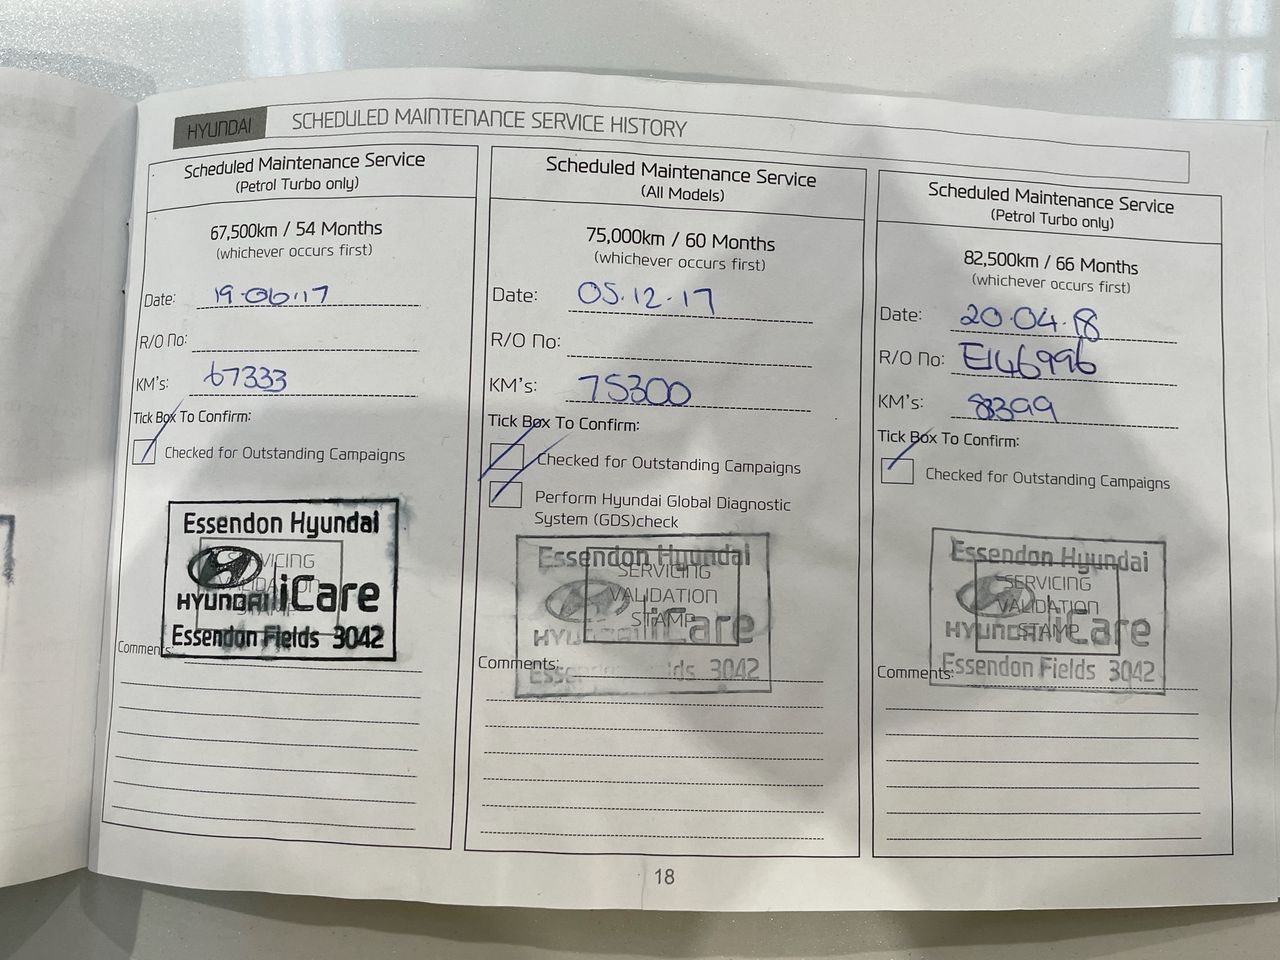 HYUNDAI SCHEDULED MAINTENANCE SERVICE HISTORY
Scheduled Maintenance Service
(Petrol Turbo only)
67,500km / 54 Months
(whichever occurs first)
Date: 19.06.17
R/O No:
KM's: 67333
Tick Box To Confirm:
Checked for Outstanding Campaigns
Essendon Hyundai
SERVICING
VALIDATION
STAMP
HYUNDAI iCare
Essendon Fields 3042
Comments:
Scheduled Maintenance Service
(All Models)
75,000km / 60 Months
(whichever occurs first)
Date: 05.12.17
R/O No:
KM's: 75300
Tick Box To Confirm:
Checked for Outstanding Campaigns
Perform Hyundai Global Diagnostic
System (GDS)check
Essendon Hyundai
SERVICING
VALIDATION
STAMP
HYUNDAI iCare
Essendon Fields 3042
Comments:
Scheduled Maintenance Service
(Petrol Turbo only)
82,500km / 66 Months
(whichever occurs first)
Date: 20.04.18
R/O No: E146996
KM's: 88399
Tick Box To Confirm:
Checked for Outstanding Campaigns
Essendon Hyundai
SERVICING
VALIDATION
STAMP
HYUNDAI iCare
Essendon Fields 3042
Comments:
18